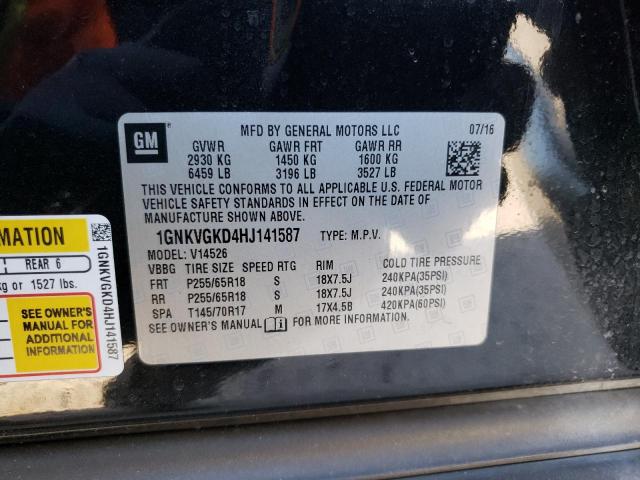 GM
MFD BY GENERAL MOTORS LLC 07/16
GVWR GAWR FRT GAWR RR
2930 KG 1450 KG 1600 KG
6459 LB 3196 LB 3527 LB
THIS VEHICLE CONFORMS TO ALL APPLICABLE U.S. FEDERAL MOTOR
VEHICLE SAFETY STANDARDS IN EFFECT ON THE DATE OF
MANUFACTURE SHOWN ABOVE.
1GNKVGKD4HJ141587 TYPE: M.P.V.
MODEL: V14526
VBBG TIRE SIZE SPEED RTG RIM COLD TIRE PRESSURE
FRT P255/65R18 S 18X7.5J 240KPA(35PSI)
RR P255/65R18 S 18X7.5J 240KPA(35PSI)
SPA T145/70R17 M 17X4.5B 420KPA(60PSI)
SEE OWNER'S MANUAL FOR MORE INFORMATION.
MATION
REAR 6
kg or 1527 lbs.
SEE OWNER'S
MANUAL FOR
ADDITIONAL
INFORMATION
1GNKVGKD4HJ141587